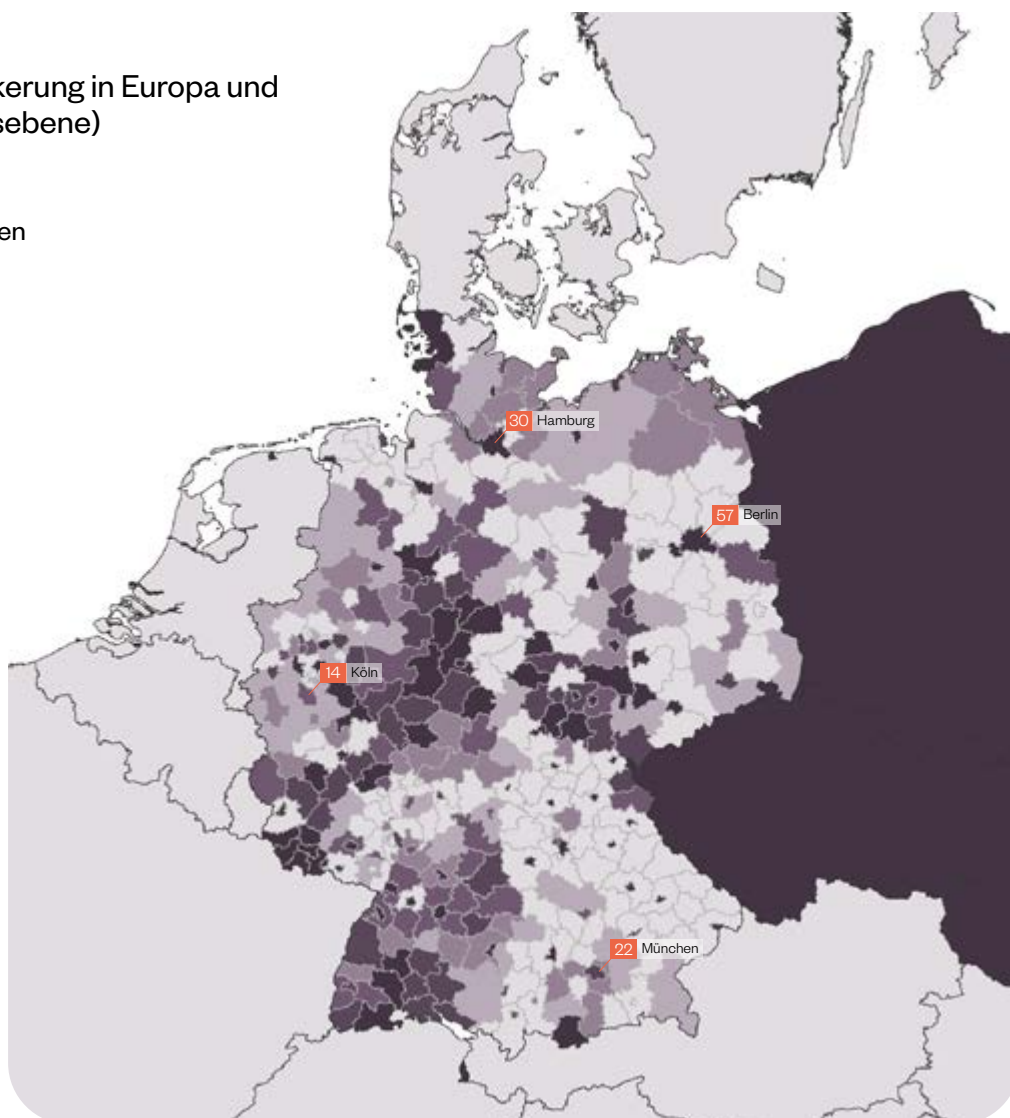 kerung in Europa und
sebene)
en
30 Hamburg
57 Berlin
14 Köln
22 München